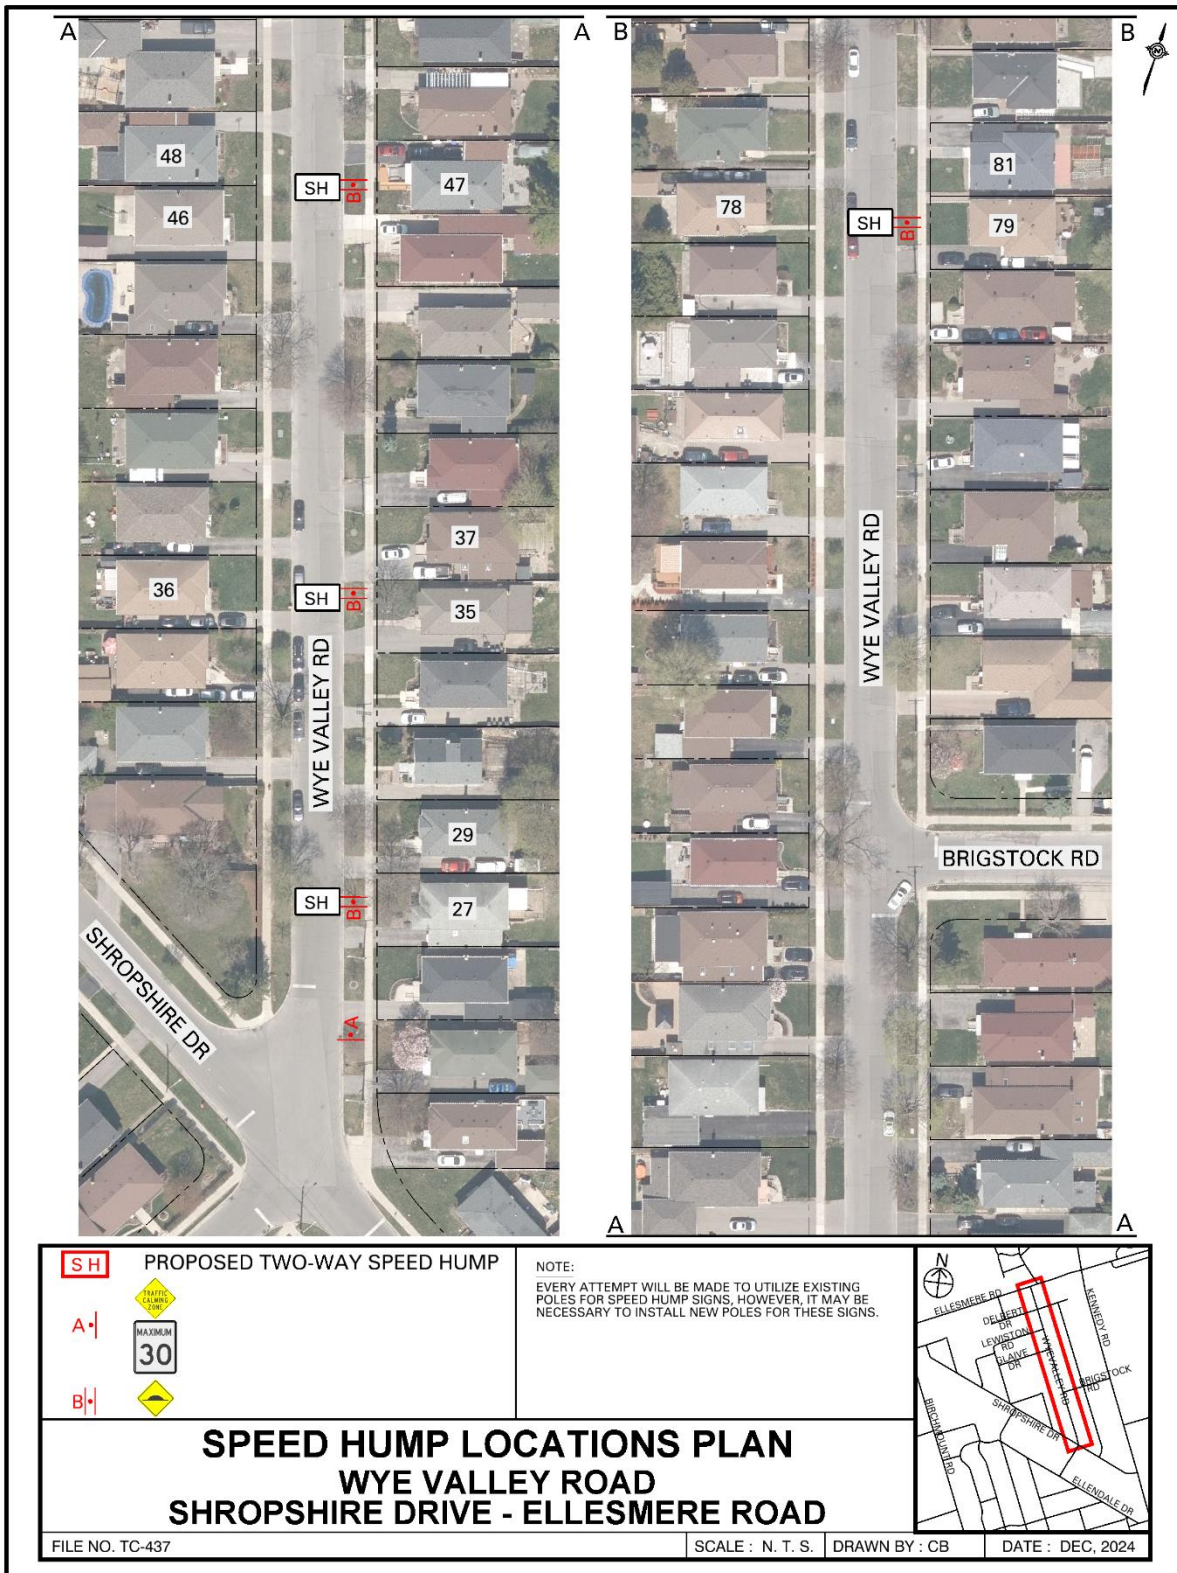 A
A
B
B
N
48
SH
B
47
81
46
78
SH
B
79
37
36
SH
B
35
WYE VALLEY RD
WYE VALLEY RD
29
BRIGSTOCK RD
SH
B
27
SHROPSHIRE DR
A
A
A
SH
PROPOSED TWO-WAY SPEED HUMP
TRAFFIC
CALMING
ZONE
A
MAXIMUM
30
B
NOTE:
EVERY ATTEMPT WILL BE MADE TO UTILIZE EXISTING
POLES FOR SPEED HUMP SIGNS, HOWEVER, IT MAY BE
NECESSARY TO INSTALL NEW POLES FOR THESE SIGNS.
N
ELLESMERE RD
DELBERT
DR
LEWISTON
RD
GLAIVE
DR
WYEVALLEY RD
KENNEDY RD
BRIGSTOCK
RD
SHROPSHIRE DR
BIRCHMOUNT RD
ELLENDALE DR
SPEED HUMP LOCATIONS PLAN
WYE VALLEY ROAD
SHROPSHIRE DRIVE - ELLESMERE ROAD
FILE NO. TC-437
SCALE : N. T. S.
DRAWN BY : CB
DATE : DEC, 2024